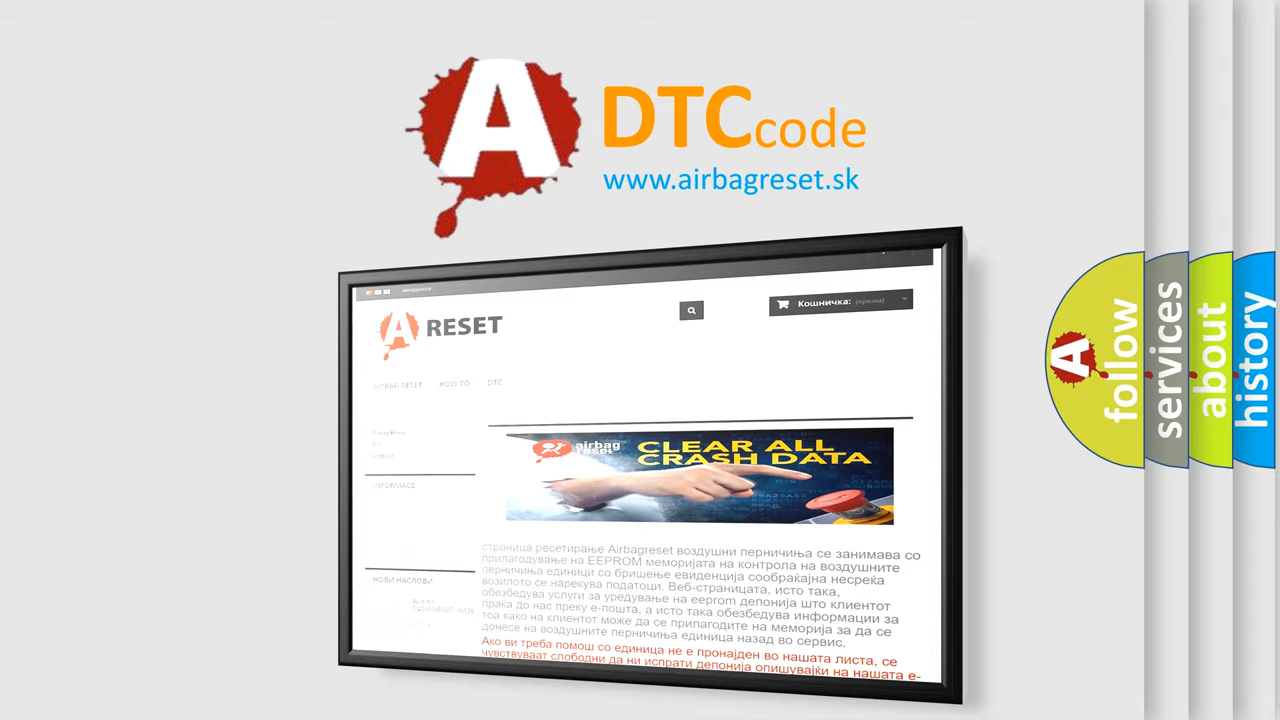 A DTC code
www.airbagreset.sk
A RESET
Кошничка: (празна)
AIRBAG RESET HOW TO DTC
INFORMACE
airbag
reset
CLEAR ALL
CRASH DATA
страница ресетирање Airbagreset воздушни перничиња се занимава со
прилагодување на EEPROM меморијата на контрола на воздушните
перничиња единици со бришење евиденција сообраќајна несреќа
возилото се нарекува податоци. Веб-страницата, исто така,
обезбедува услуги за уредување на eeprom депонија што клиентот
праќа до нас преку е-пошта, а исто така обезбедува информации за
тоа како на клиентот може да се прилагодите на меморија за да се
донесе на воздушните перничиња единица назад во сервис.
Ако ви треба помош со единица не е пронајден во нашата листа, се
чувствуваат слободни да ни испрати депонија опишувајќи на нашата е-
НОВИ НАСЛОВИ
A
follow
services
about
history